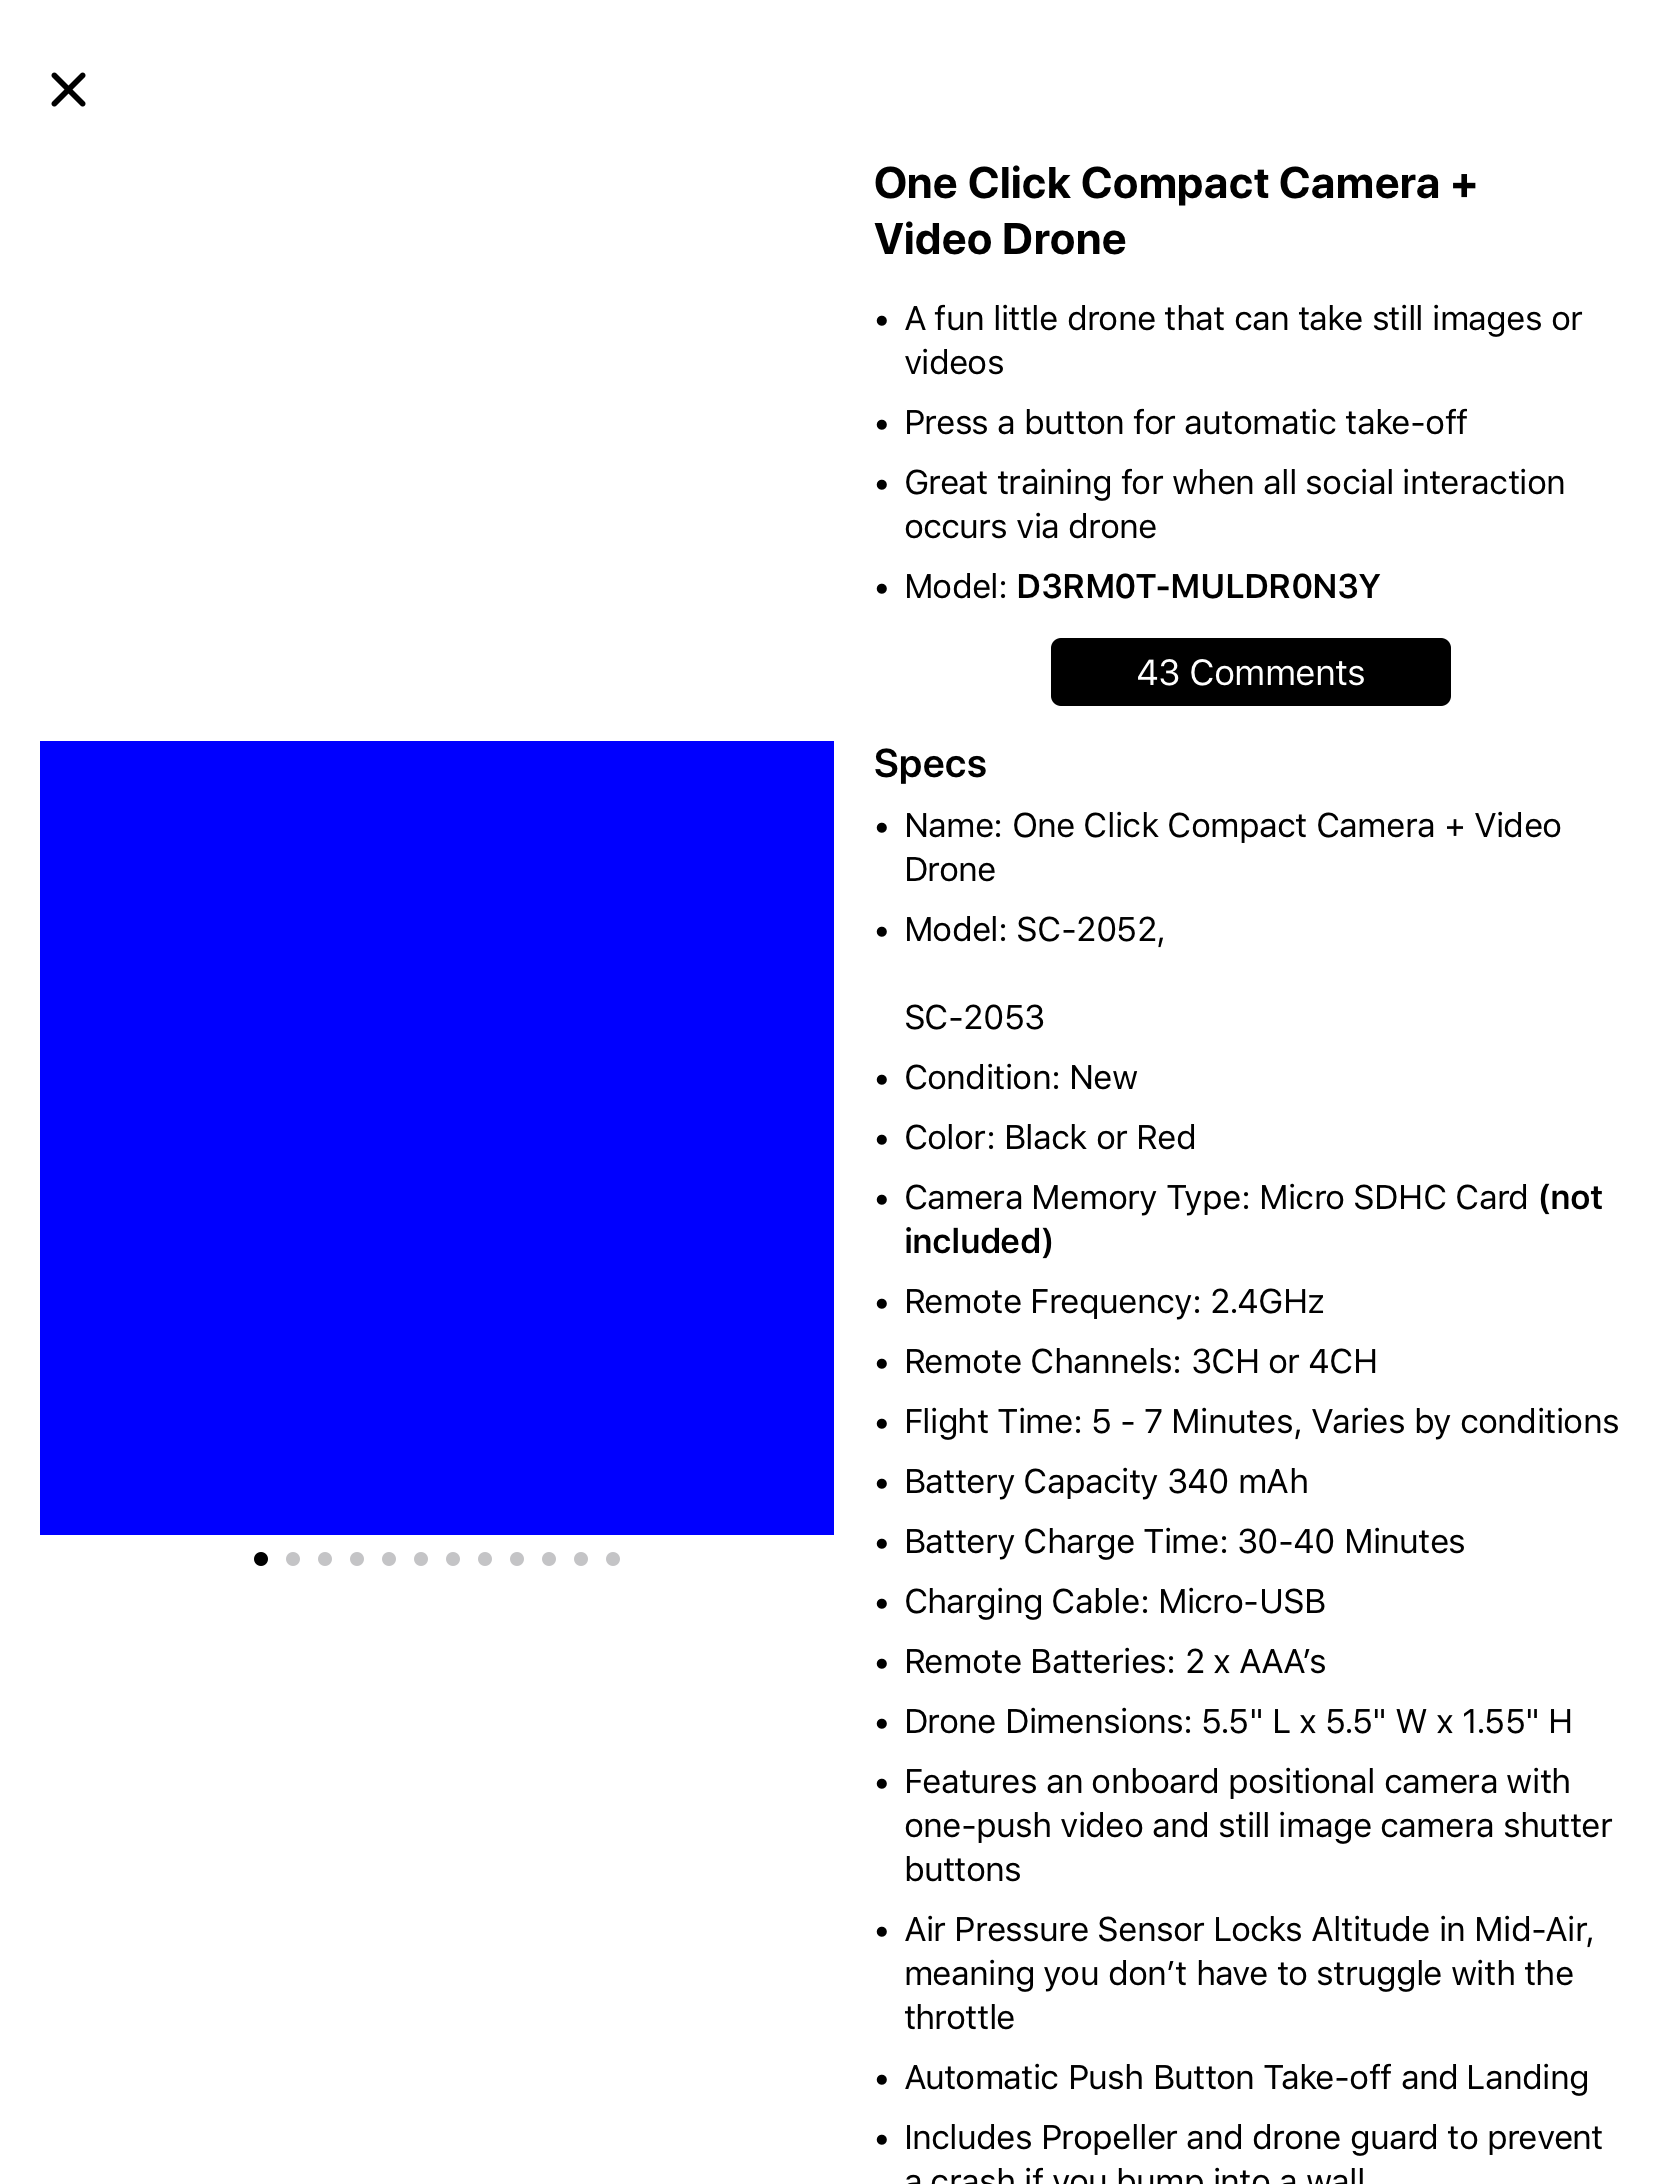 One Click Compact Camera +
Video Drone
• A fun little drone that can take still images or
videos
• Press a button for automatic take-off
• Great training for when all social interaction
occurs via drone
• Model: D3RM0T-MULDR0N3Y
43 Comments
Specs
• Name: One Click Compact Camera + Video
Drone
• Model: SC-2052,
SC-2053
• Condition: New
• Color: Black or Red
• Camera Memory Type: Micro SDHC Card (not
included)
• Remote Frequency: 2.4GHz
• Remote Channels: 3CH or 4CH
• Flight Time: 5 - 7 Minutes, Varies by conditions
• Battery Capacity 340 mAh
• Battery Charge Time: 30-40 Minutes
• Charging Cable: Micro-USB
• Remote Batteries: 2 x AAA’s
• Drone Dimensions: 5.5" L x 5.5" W x 1.55" H
• Features an onboard positional camera with
one-push video and still image camera shutter
buttons
• Air Pressure Sensor Locks Altitude in Mid-Air,
meaning you don’t have to struggle with the
throttle
• Automatic Push Button Take-off and Landing
• Includes Propeller and drone guard to prevent
a crash if you bump into a wall